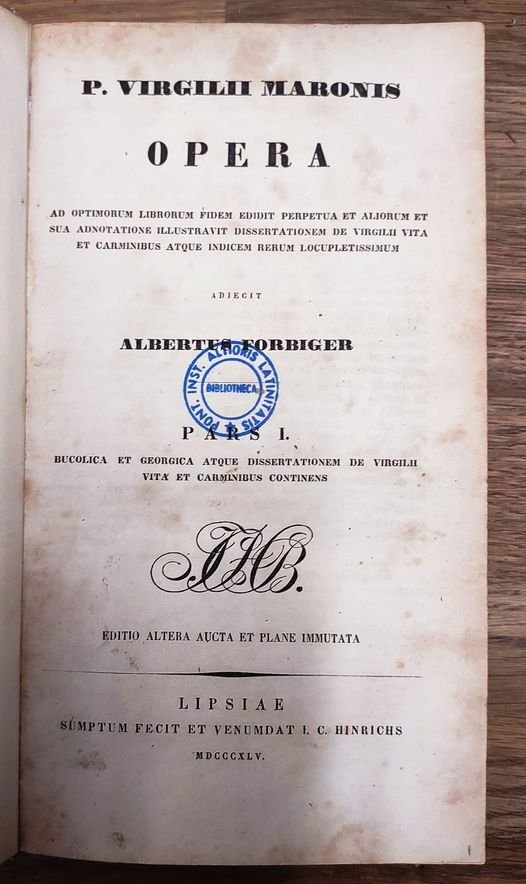 P. VIRGILII MARONIS
OPERA
AD OPTIMORUM LIBRORUM FIDEM EDIDIT PERPETUA ET ALIORUM ET
SUA ADNOTATIONE ILLUSTRAVIT DISSERTATIONEM DE VIRGILII VITA
ET CARMINIBUS ATQUE INDICEM RERUM LOCUPLETISSIMUM
ADIECIT
ALBERTUS FORBIGER
PONT. INST. ALTIORIS LATINITATIS
BIBLIOTHECA
PARS I.
BUCOLICA ET GEORGICA ATQUE DISSERTATIONEM DE VIRGILII
VITA ET CARMINIBUS CONTINENS
EDITIO ALTERA AUCTA ET PLANE IMMUTATA
LIPSIAE
SUMPTUM FECIT ET VENUMDAT I. C. HINRICHS
MDCCCXLV.